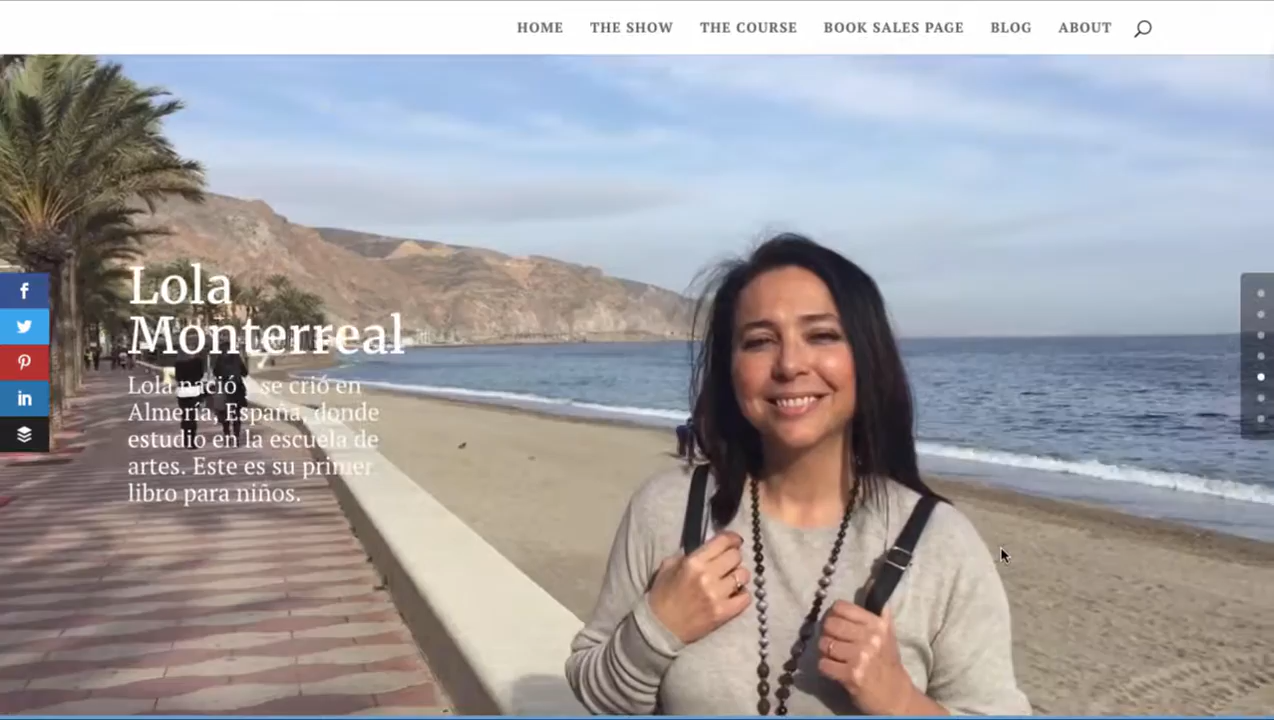 HOME THE SHOW THE COURSE BOOK SALES PAGE BLOG ABOUT
Lola
Monterreal
Lola nació y se crió en
Almería, España, donde
estudio en la escuela de
artes. Este es su primer
libro para niños.